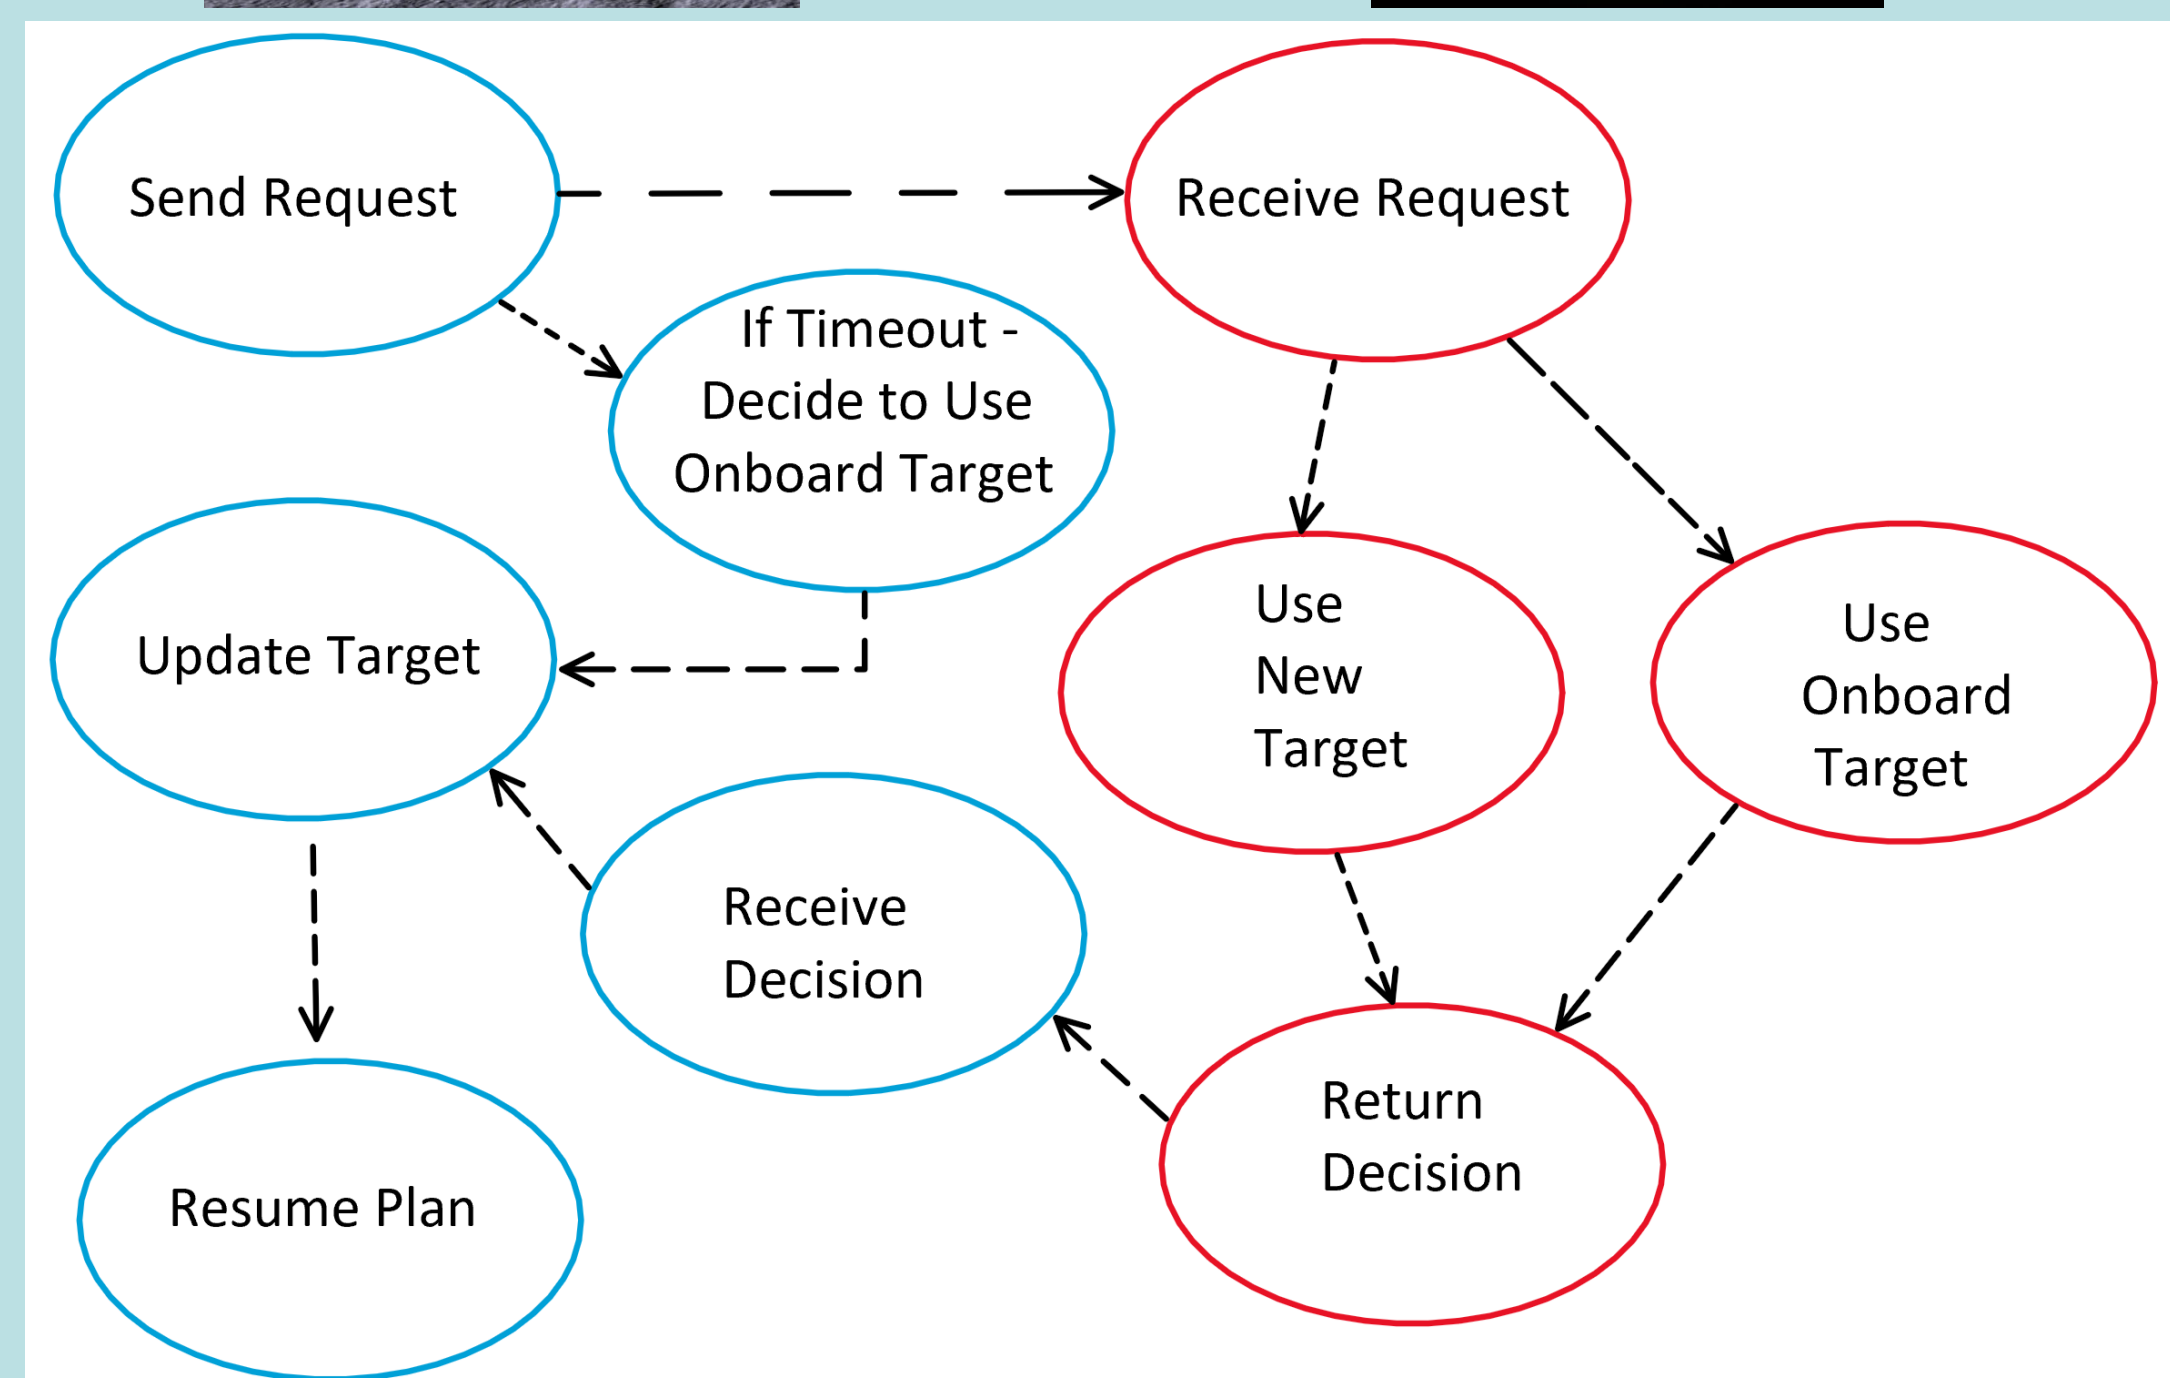 Send Request
Receive Request
If Timeout -
Decide to Use
Onboard Target
Update Target
Use
New
Target
Use
Onboard
Target
Receive
Decision
Return
Decision
Resume Plan